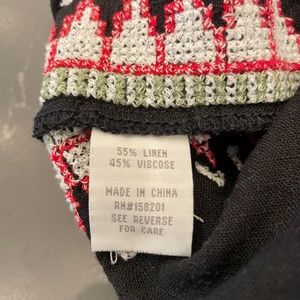 55% LINEN
45% VISCOSE
MADE IN CHINA
RN#158201
SEE REVERSE
FOR CARE